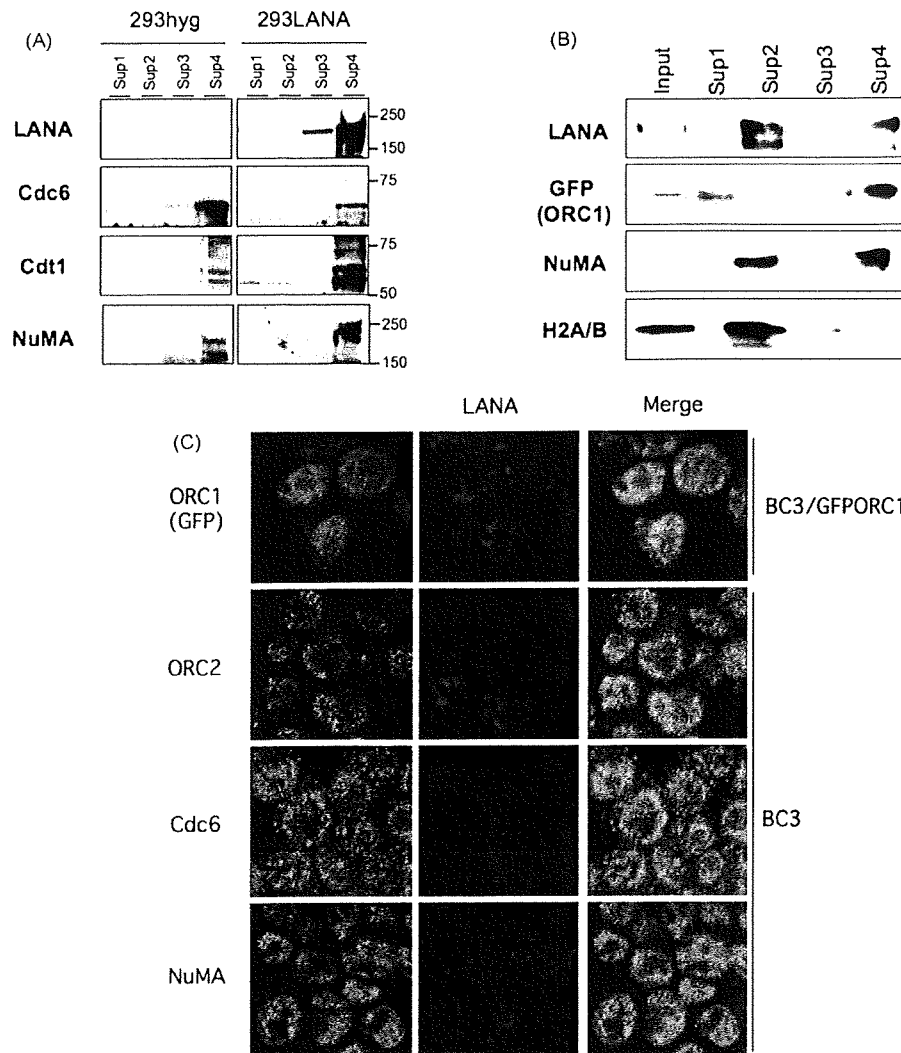 (A)
293hyg 293LANA
Sup1 Sup2 Sup3 Sup4 Sup1 Sup2 Sup3 Sup4
LANA
250
150
Cdc6
75
Cdt1
75
50
NuMA
250
150
(B)
Input Sup1 Sup2 Sup3 Sup4
LANA
GFP
(ORC1)
NuMA
H2A/B
(C)
LANA Merge
ORC1
(GFP)
BC3/GFPORC1
ORC2
Cdc6
BC3
NuMA